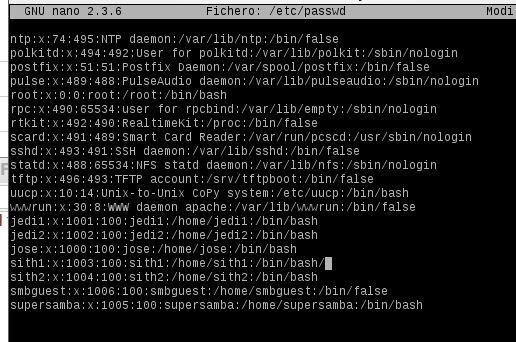 GNU nano 2.3.6 Fichero: /etc/passwd Modi
ntp:x:74:495:NTP daemon:/var/lib/ntp:/bin/false
polkitd:x:494:492:User for polkitd:/var/lib/polkit:/sbin/nologin
postfix:x:51:51:Postfix Daemon:/var/spool/postfix:/bin/false
pulse:x:489:488:PulseAudio daemon:/var/lib/pulseaudio:/sbin/nologin
root:x:0:0:root:/root:/bin/bash
rpc:x:490:65534:user for rpcbind:/var/lib/empty:/sbin/nologin
rtkit:x:492:490:RealtimeKit:/proc:/bin/false
scard:x:491:489:Smart Card Reader:/var/run/pcscd:/usr/sbin/nologin
sshd:x:493:491:SSH daemon:/var/lib/sshd:/bin/false
statd:x:488:65534:NFS statd daemon:/var/lib/nfs:/sbin/nologin
tftp:x:496:493:TFTP account:/srv/tftpboot:/bin/false
uucp:x:10:14:Unix-to-Unix CoPy system:/etc/uucp:/bin/bash
wwwrun:x:30:8:WWW daemon apache:/var/lib/wwwrun:/bin/false
jedi1:x:1001:100:jedi1:/home/jedi1:/bin/bash
jedi2:x:1002:100:jedi2:/home/jedi2:/bin/bash
jose:x:1000:100:jose:/home/jose:/bin/bash
sith1:x:1003:100:sith1:/home/sith1:/bin/bash/
sith2:x:1004:100:sith2:/home/sith2:/bin/bash
smbguest:x:1006:100:smbguest:/home/smbguest:/bin/false
supersamba:x:1005:100:supersamba:/home/supersamba:/bin/bash